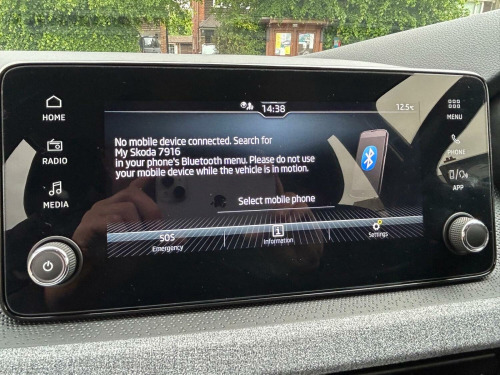 14:38
12.5°C
HOME
RADIO
MEDIA
No mobile device connected. Search for
My Skoda 7916
in your phone's Bluetooth menu. Please do not use
your mobile device while the vehicle is in motion.
Select mobile phone
SOS
Emergency
Information
Settings
MENU
PHONE
APP